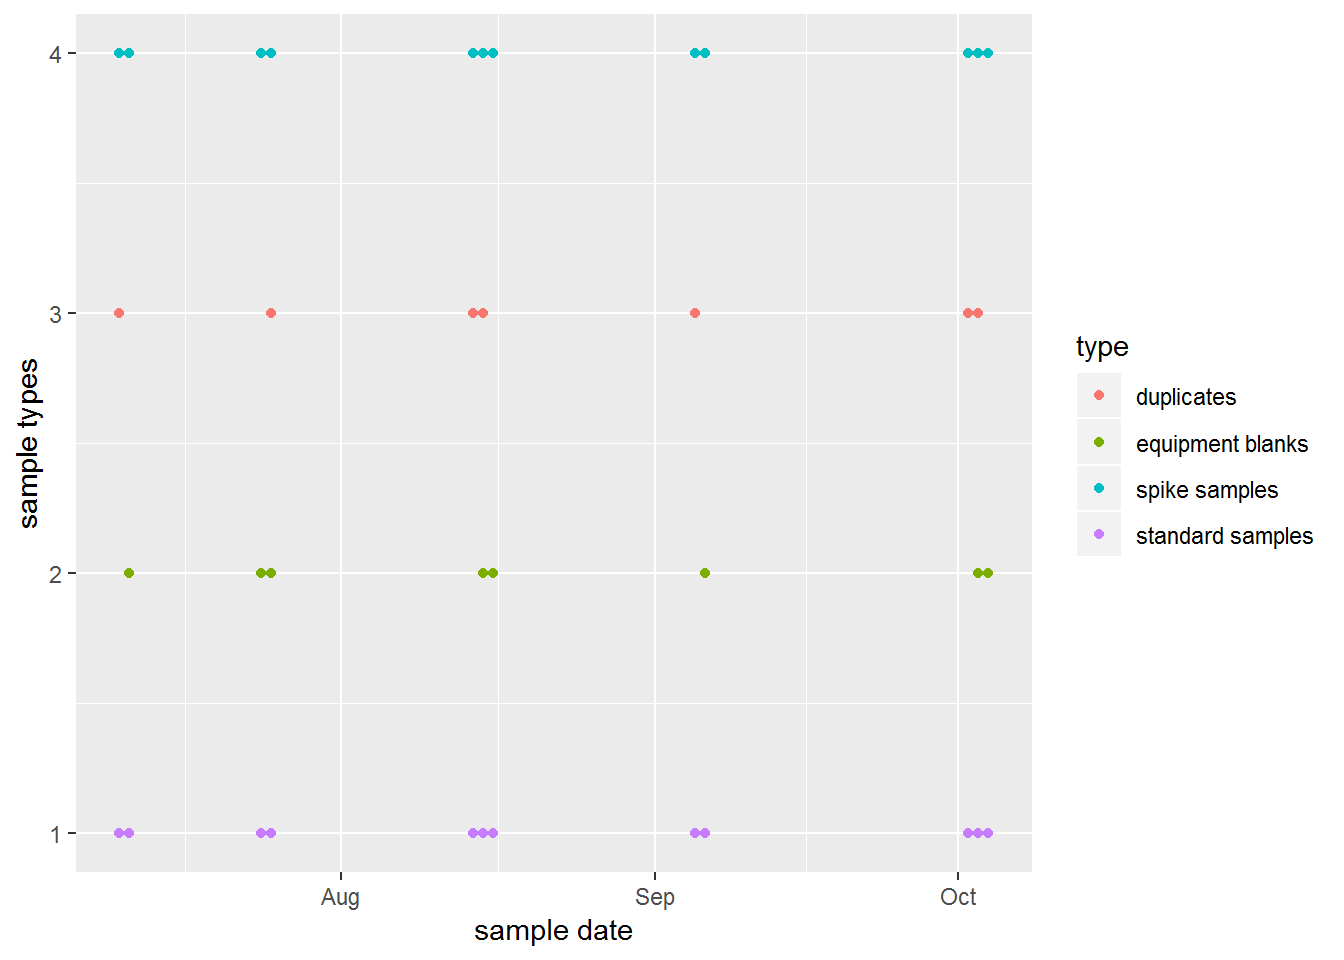 4
3
2
1
sample types
Aug
Sep
Oct
sample date
type
duplicates
equipment blanks
spike samples
standard samples